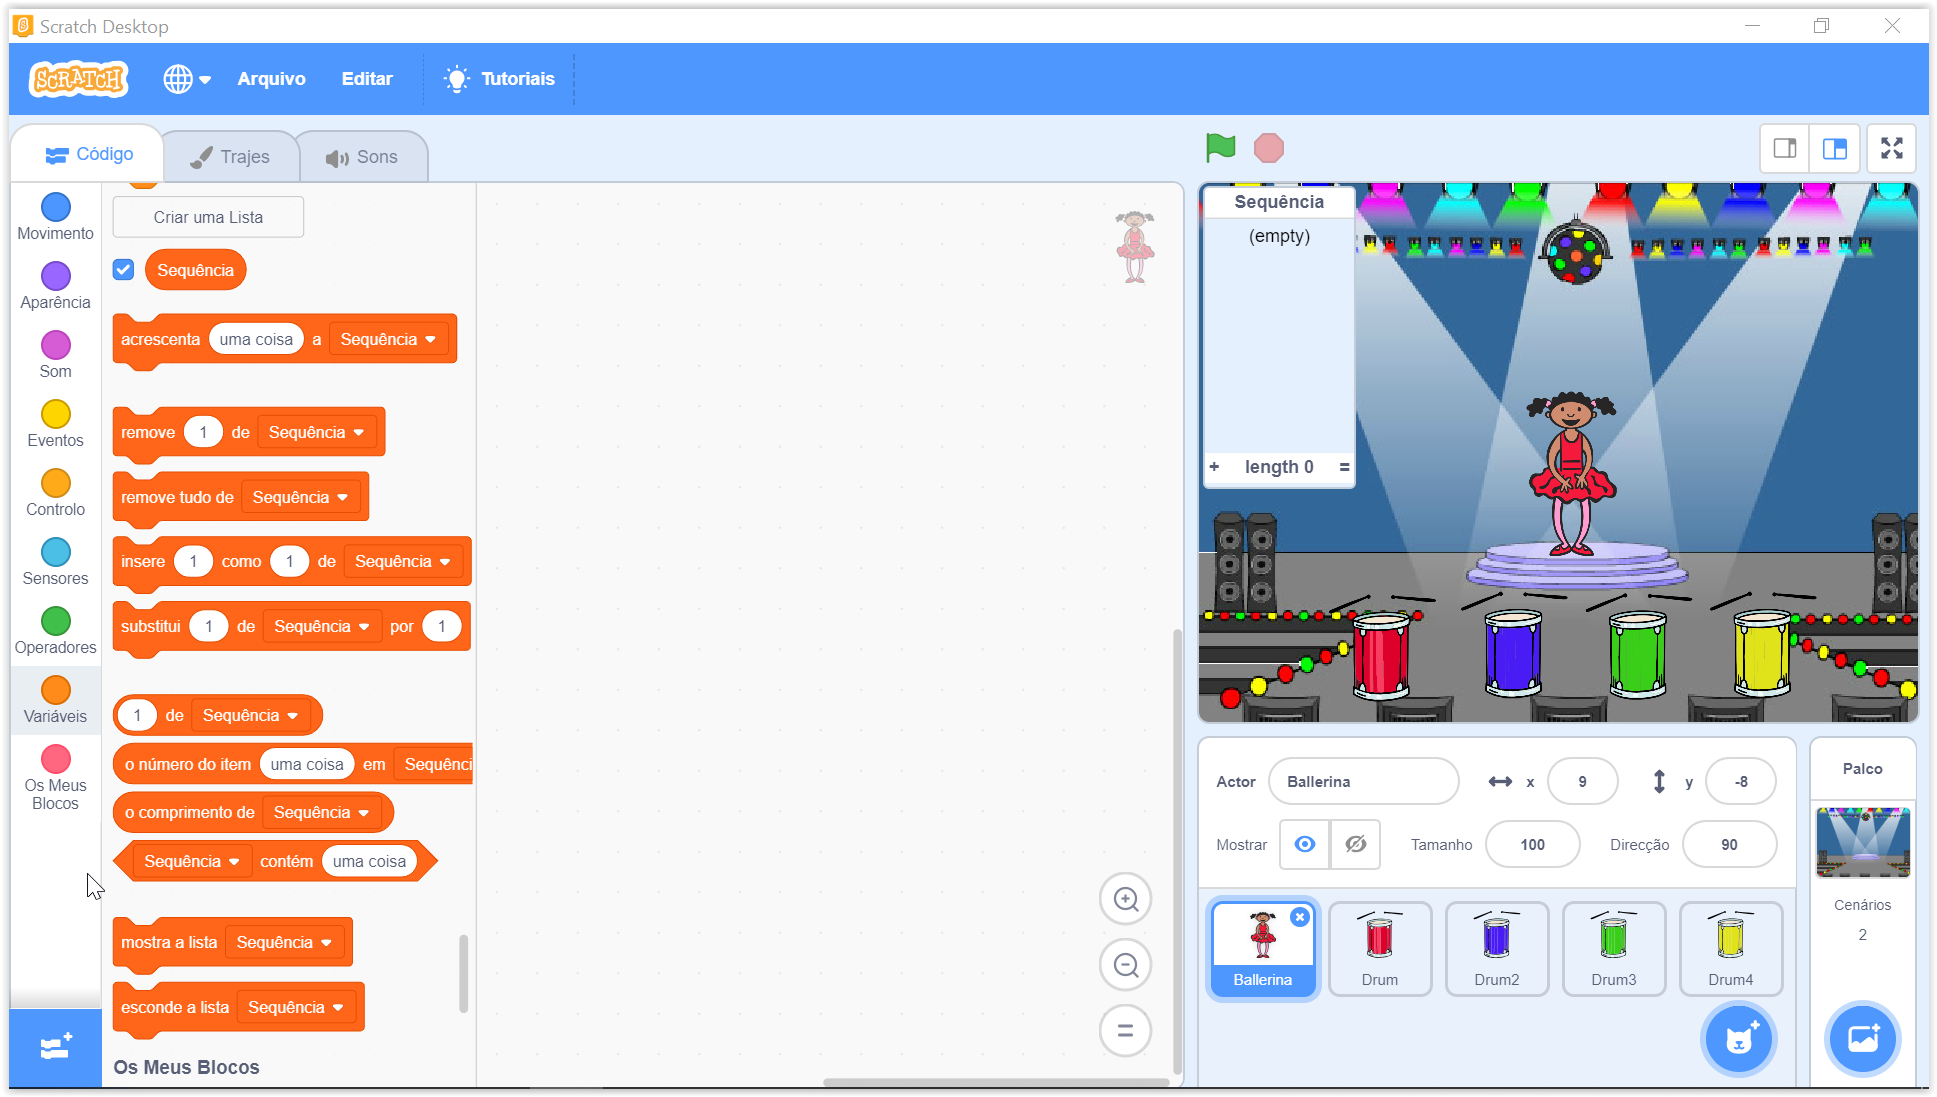 Scratch Desktop
SCRATCH
Arquivo
Editar
Tutoriais
Código
Trajes
Sons
Movimento
Aparência
Som
Eventos
Controlo
Sensores
Operadores
Variáveis
Os Meus
Blocos
Criar uma Lista
Sequência
acrescenta uma coisa a Sequência
remove 1 de Sequência
remove tudo de Sequência
insere 1 como 1 de Sequência
substitui 1 de Sequência por 1
1 de Sequência
o número do item uma coisa em Sequênci
o comprimento de Sequência
Sequência contém uma coisa
mostra a lista Sequência
esconde a lista Sequência
Os Meus Blocos
Sequência
(empty)
+ length 0 =
Actor Ballerina x 9 y -8
Mostrar Tamanho 100 Direcção 90
Ballerina
Drum
Drum2
Drum3
Drum4
Palco
Cenários
2